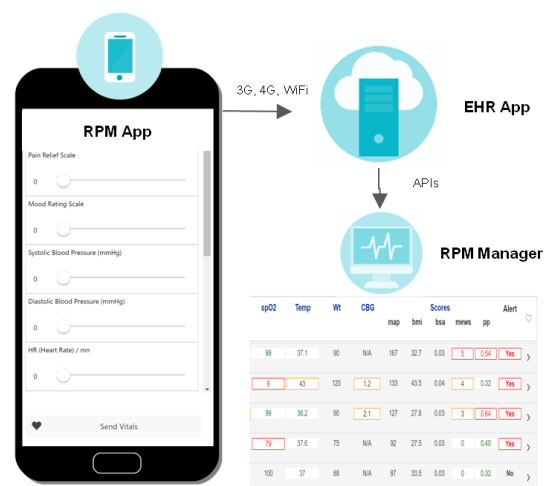 RPM App
Pain Relief Scale
0
Mood Rating Scale
0
Systolic Blood Pressure (mmHg)
0
Diastolic Blood Pressure (mmHg)
0
HR (Heart Rate) / mn
0
Send Vitals
3G, 4G, WiFi
EHR App
APIs
RPM Manager
spO2 Temp Wt CBG Scores Alert
map bmi bsa mews pp
99 37.1 90 N/A 167 32.7 0.03 5 0.54 Yes
8 43 120 1.2 133 43.5 0.04 4 0.32 Yes
99 36.2 90 2.1 127 27.8 0.03 3 0.64 Yes
79 37.6 75 N/A 92 27.5 0.03 0 0.40 Yes
100 37 88 N/A 87 33.5 0.03 0 0.32 No